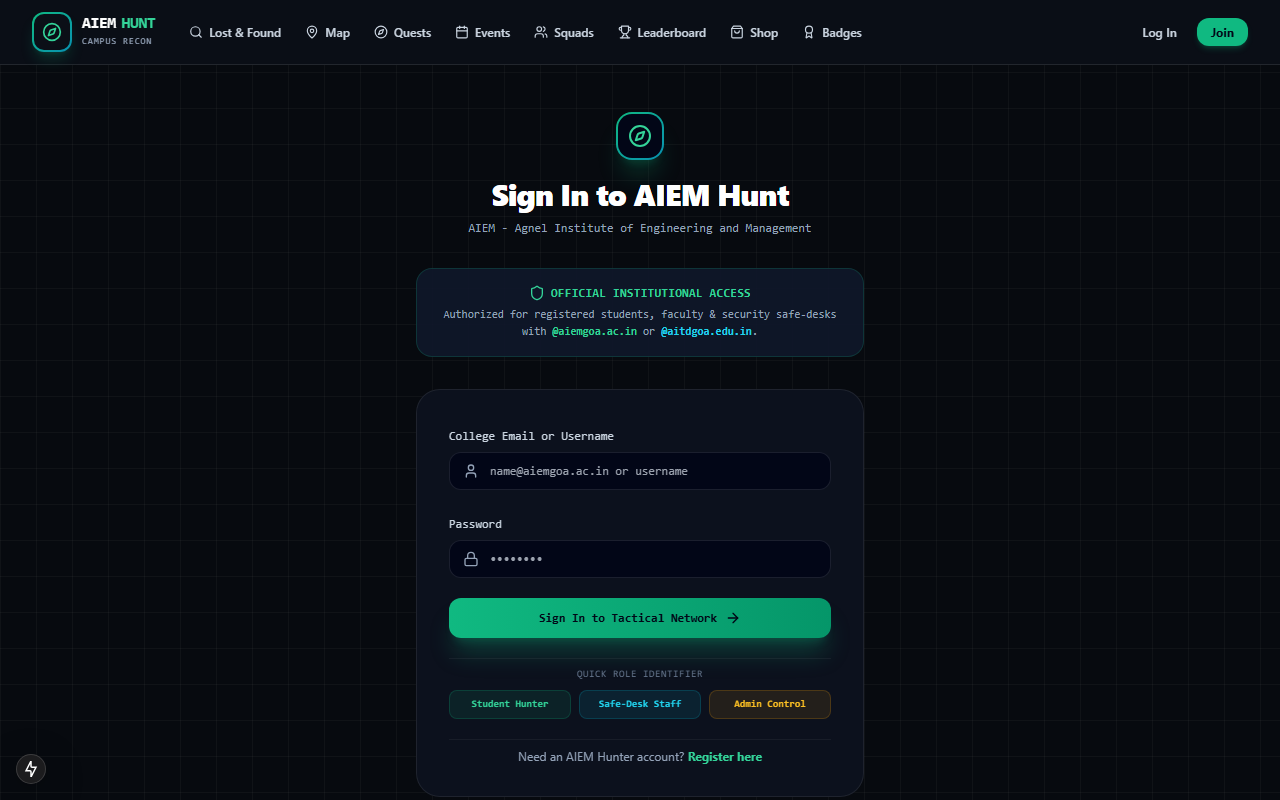 AIEM HUNT
CAMPUS RECON
Lost & Found
Map
Quests
Events
Squads
Leaderboard
Shop
Badges
Log In
Join
Sign In to AIEM Hunt
AIEM - Agnel Institute of Engineering and Management
OFFICIAL INSTITUTIONAL ACCESS
Authorized for registered students, faculty & security safe-desks
with @aiemgoa.ac.in or @aitdgoa.edu.in.
College Email or Username
name@aiemgoa.ac.in or username
Password
••••••••
Sign In to Tactical Network
QUICK ROLE IDENTIFIER
Student Hunter
Safe-Desk Staff
Admin Control
Need an AIEM Hunter account? Register here